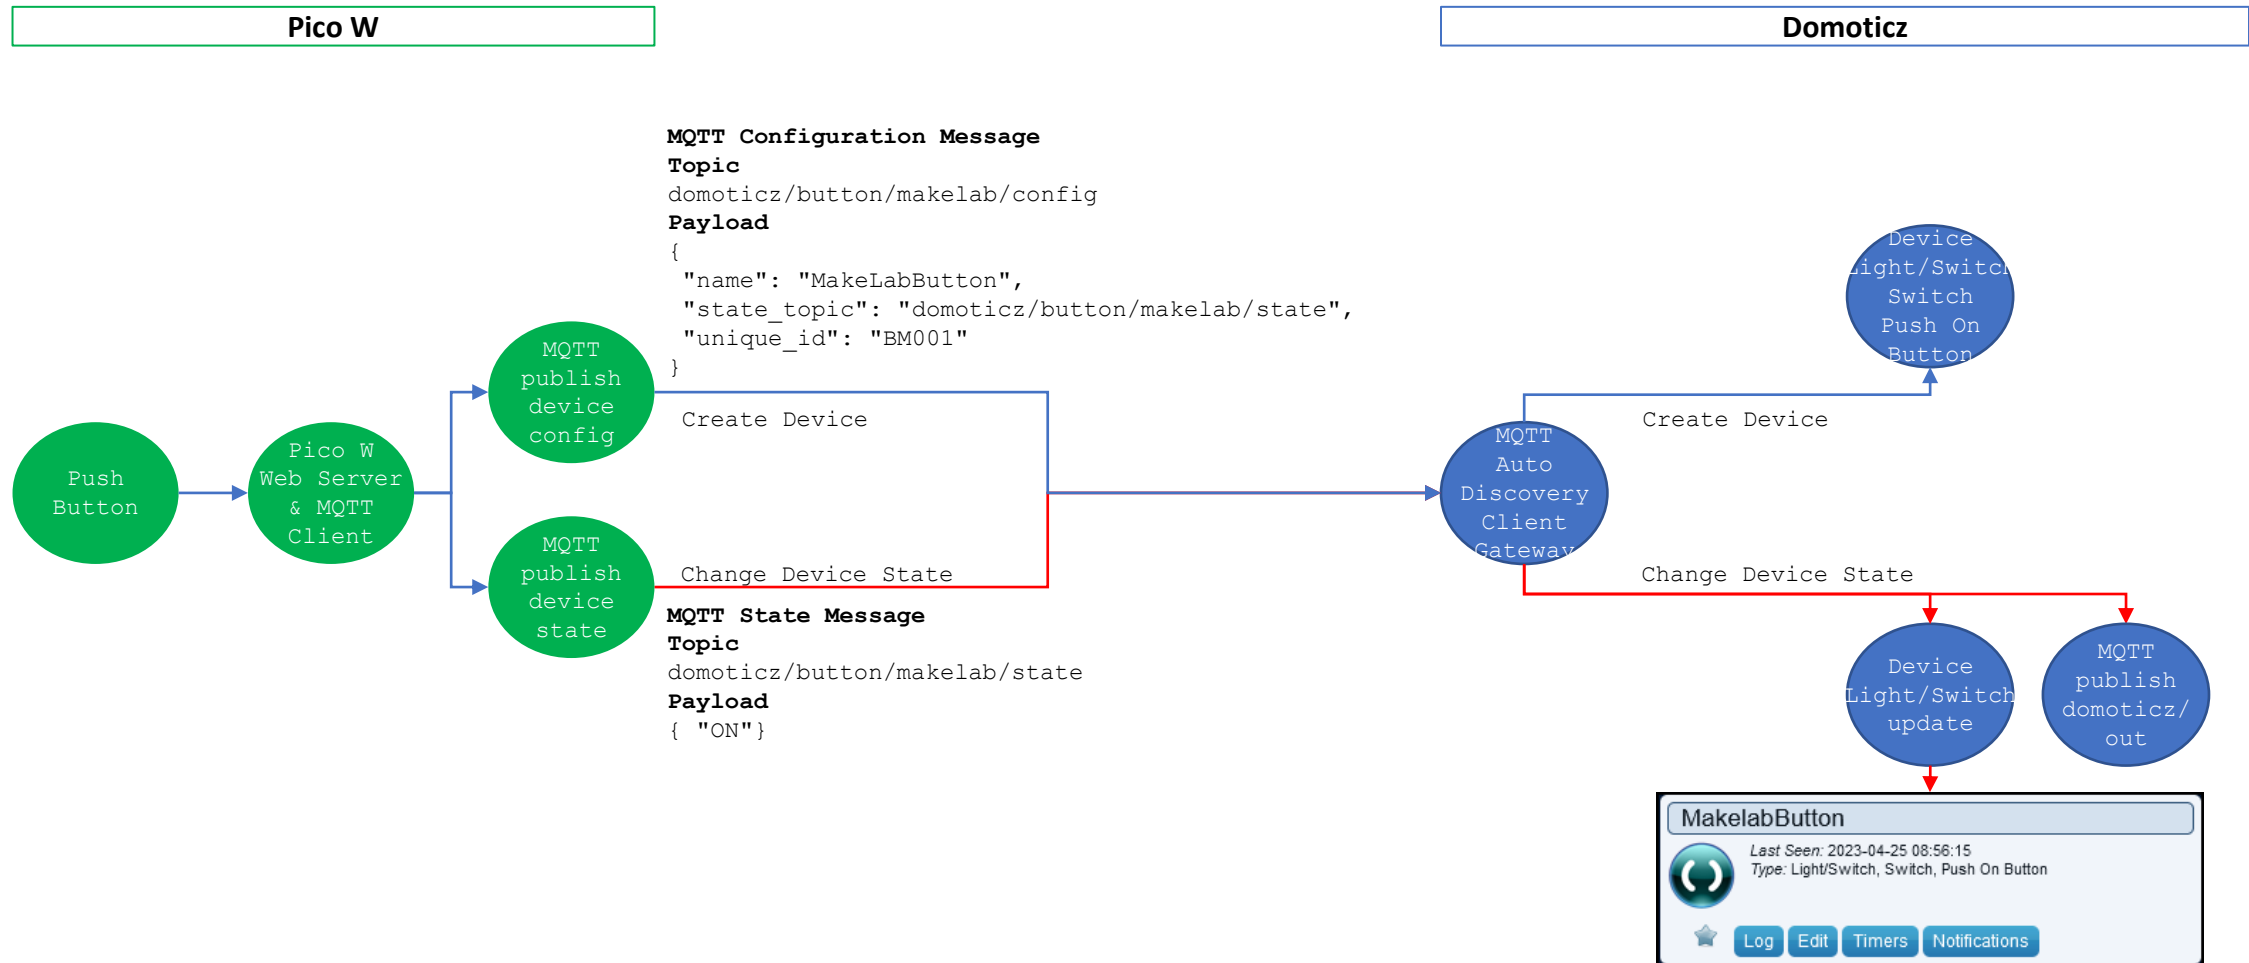 Pico W
Domoticz
MQTT Configuration Message
Topic
domoticz/button/makelab/config
Payload
{
"name": "MakeLabButton",
"state_topic": "domoticz/button/makelab/state",
"unique_id": "BM001"
}
Push
Button
Pico W
Web Server
& MQTT
Client
MQTT
publish
device
config
Create Device
MQTT
publish
device
state
Change Device State
MQTT State Message
Topic
domoticz/button/makelab/state
Payload
{ "ON"}
MQTT
Auto
Discovery
Client
Gateway
Create Device
Device
Light/Switch
Switch
Push On
Button
Change Device State
Device
Light/Switch
update
MQTT
publish
domoticz/
out
MakelabButton
Last Seen: 2023-04-25 08:56:15
Type: Light/Switch, Switch, Push On Button
Log Edit Timers Notifications